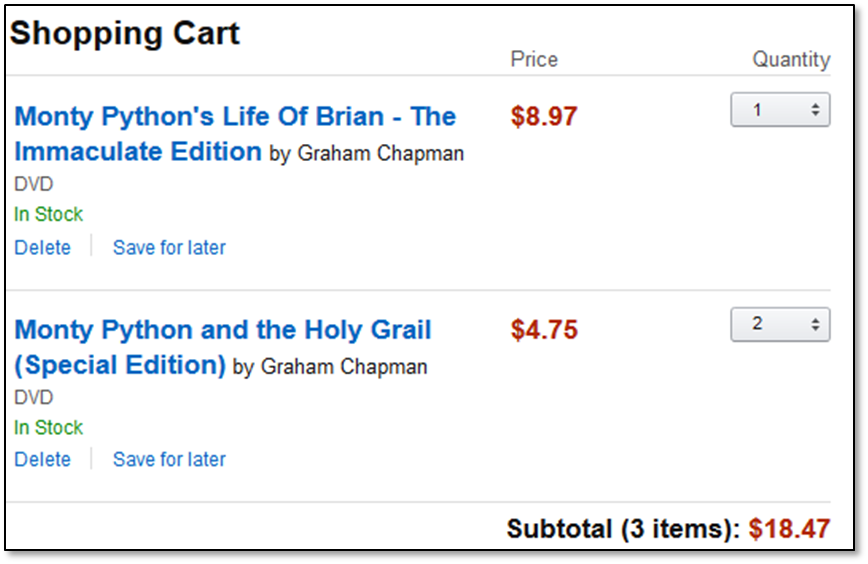 Shopping Cart
Price Quantity
Monty Python's Life Of Brian - The $8.97 1
Immaculate Edition by Graham Chapman
DVD
In Stock
Delete Save for later
Monty Python and the Holy Grail $4.75 2
(Special Edition) by Graham Chapman
DVD
In Stock
Delete Save for later
Subtotal (3 items): $18.47